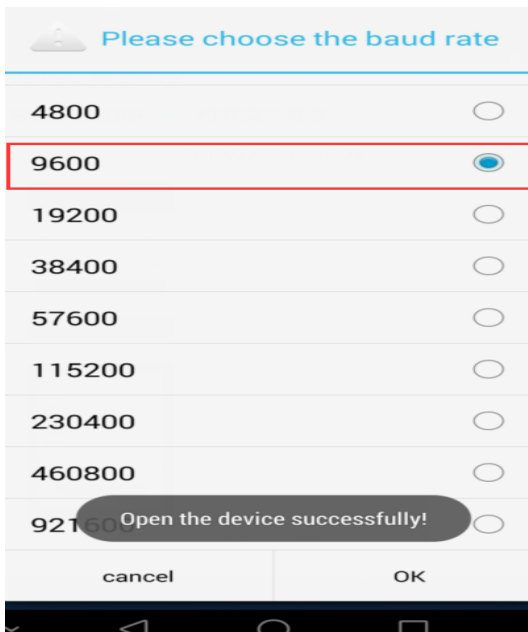 Please choose the baud rate
4800
9600
19200
38400
57600
115200
230400
460800
921600
Open the device successfully!
cancel
OK